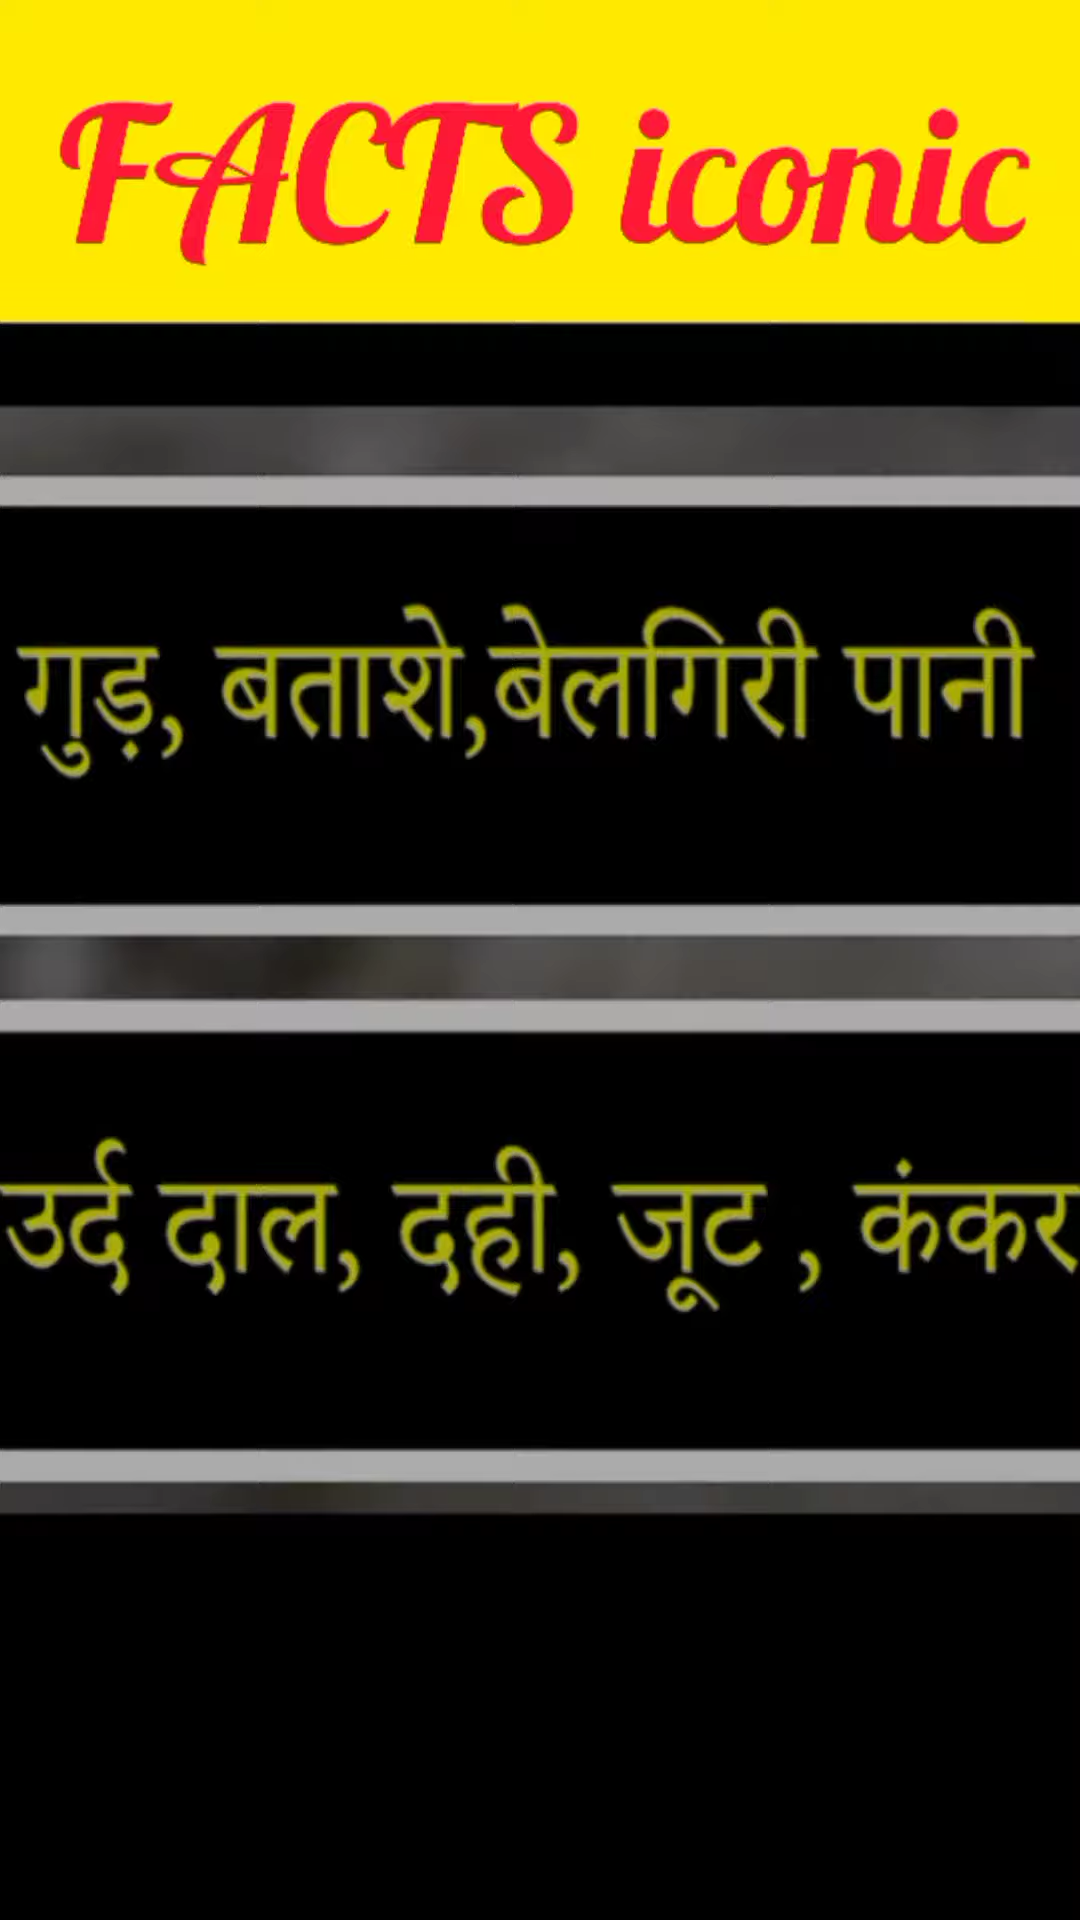 FACTS iconic
गुड़, बताशे,बेलगिरी पानी
उर्द दाल, दही, जूट , कंकर